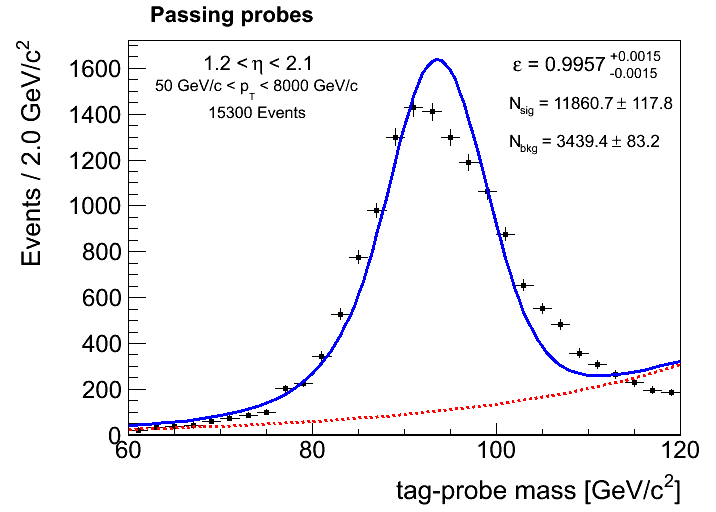 Passing probes
1.2 < η < 2.1
50 GeV/c < p_T < 8000 GeV/c
15300 Events
ε = 0.9957 +0.0015 -0.0015
N_sig = 11860.7 ± 117.8
N_bkg = 3439.4 ± 83.2
Events / 2.0 GeV/c²
1600
1400
1200
1000
800
600
400
200
0
60 80 100 120
tag-probe mass [GeV/c²]